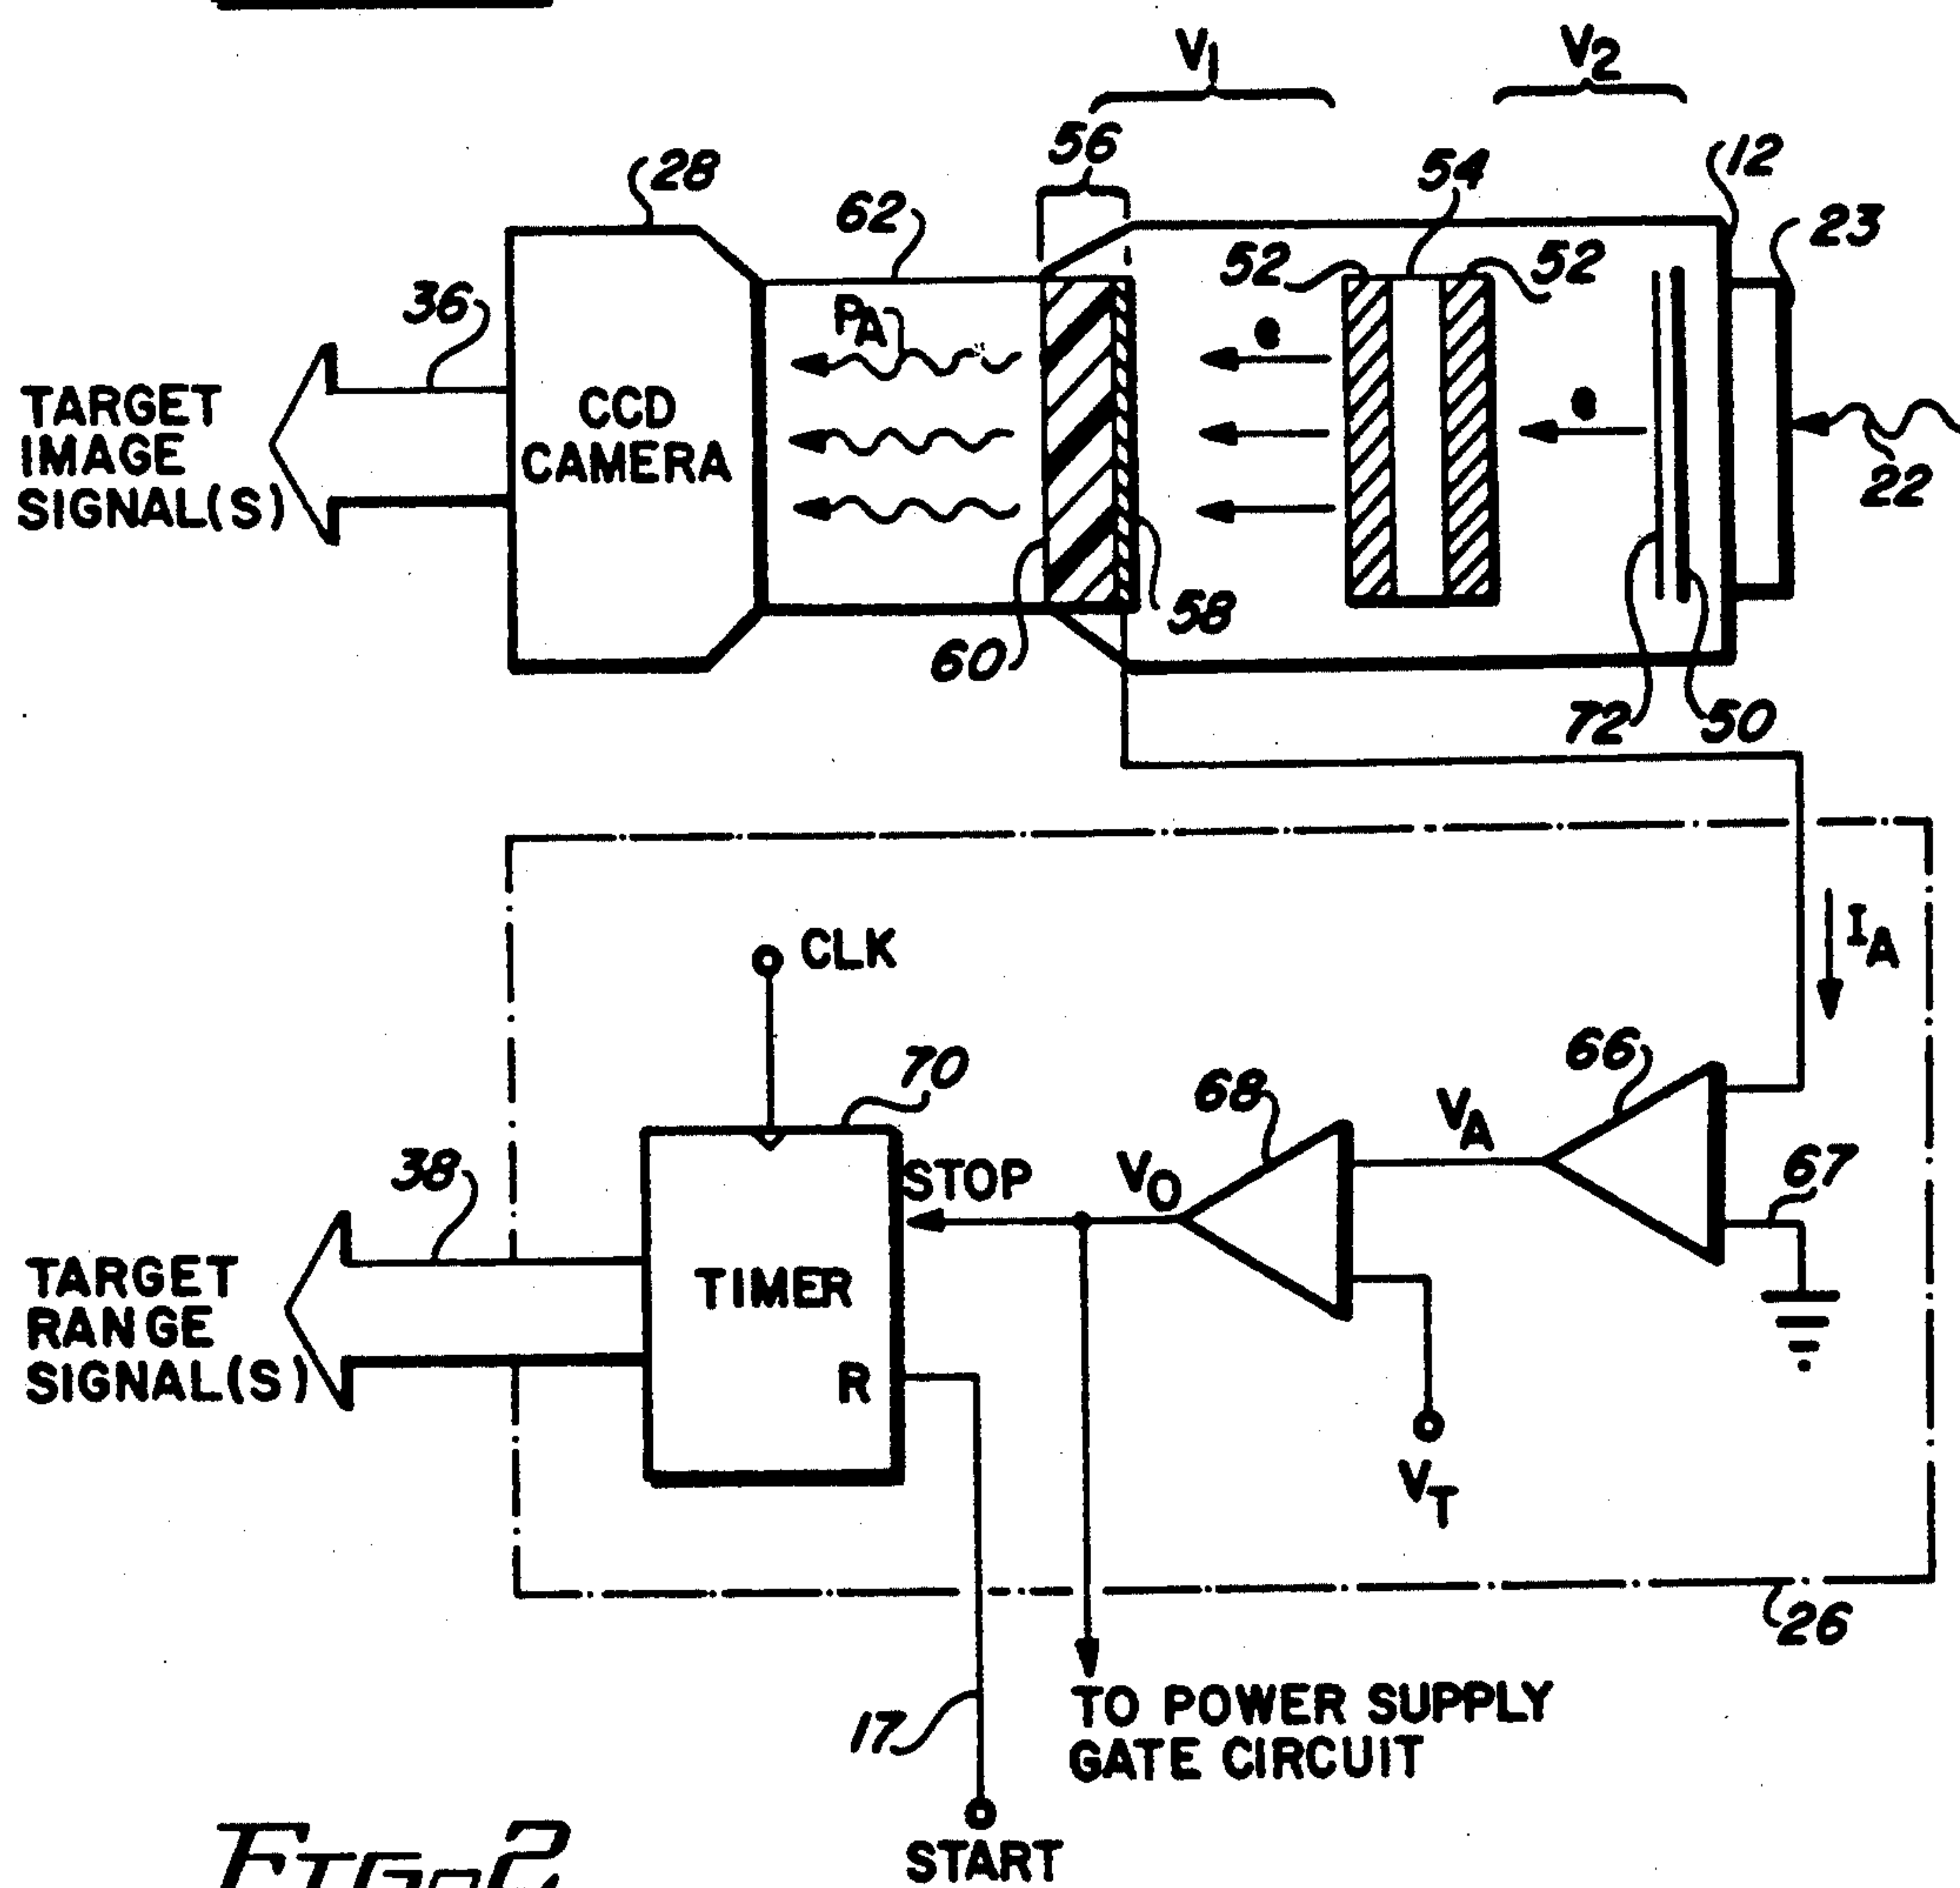 V1
V2
56
28
54
12
62
23
52
52
36
PA
TARGET
IMAGE
SIGNAL(S)
CCD
CAMERA
22
58
60
72
50
IA
CLK
70
66
68
VA
38
STOP
VO
67
TARGET
RANGE
SIGNAL(S)
TIMER
R
VT
26
TO POWER SUPPLY
GATE CIRCUIT
17
START
FIG-2